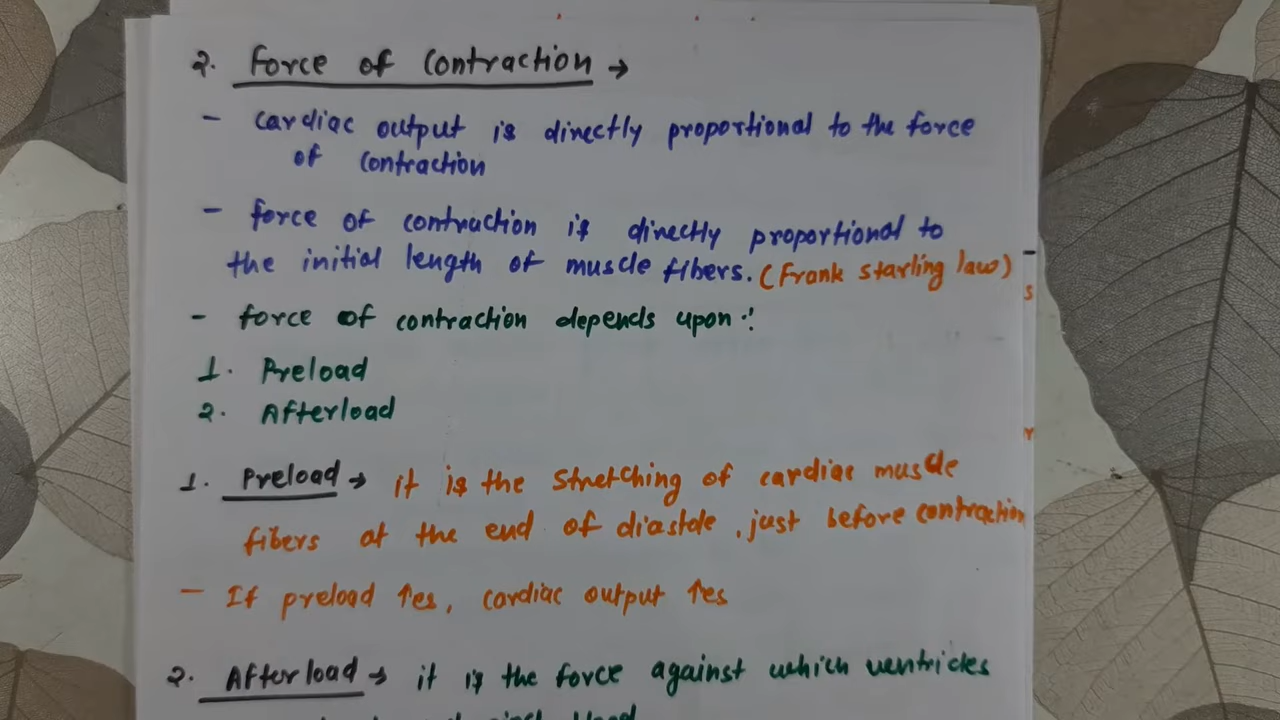 2. Force of Contraction →
- Cardiac output is directly proportional to the force
of Contraction
- force of contraction is directly proportional to
the initial length of muscle fibers. (Frank starling law)
- force of contraction depends upon :
1. Preload
2. Afterload
1. Preload → it is the stretching of cardiac muscle
fibers at the end of diastole, just before contraction
- If preload ↑es, cardiac output ↑es
2. Afterload → it is the force against which ventricles
blood